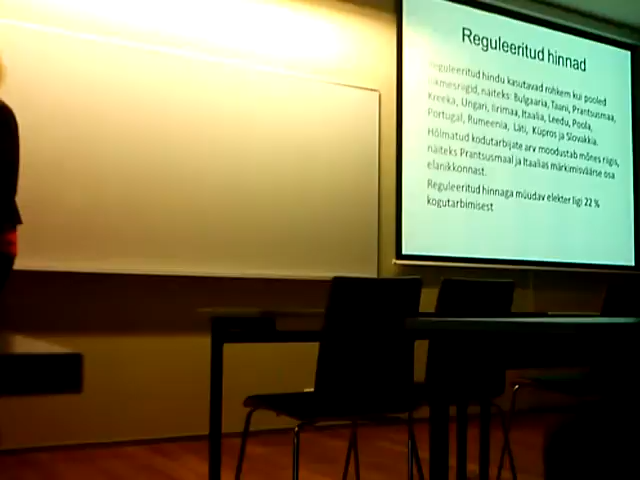 Reguleeritud hinnad
Reguleeritud hindu kasutavad rohkem kui pooled
liikmesriigid, näiteks: Bulgaaria, Taani, Prantsusmaa,
Kreeka, Ungari, Iirimaa, Itaalia, Leedu, Poola,
Portugal, Rumeenia, Läti, Küpros ja Slovakkia.
Hõlmatud kodutarbijate arv moodustab mõnes riigis,
näiteks Prantsusmaal ja Itaalias märkimisväärse osa
elanikkonnast.
Reguleeritud hinnaga müüdav elekter ligi 22 %
kogutarbimisest